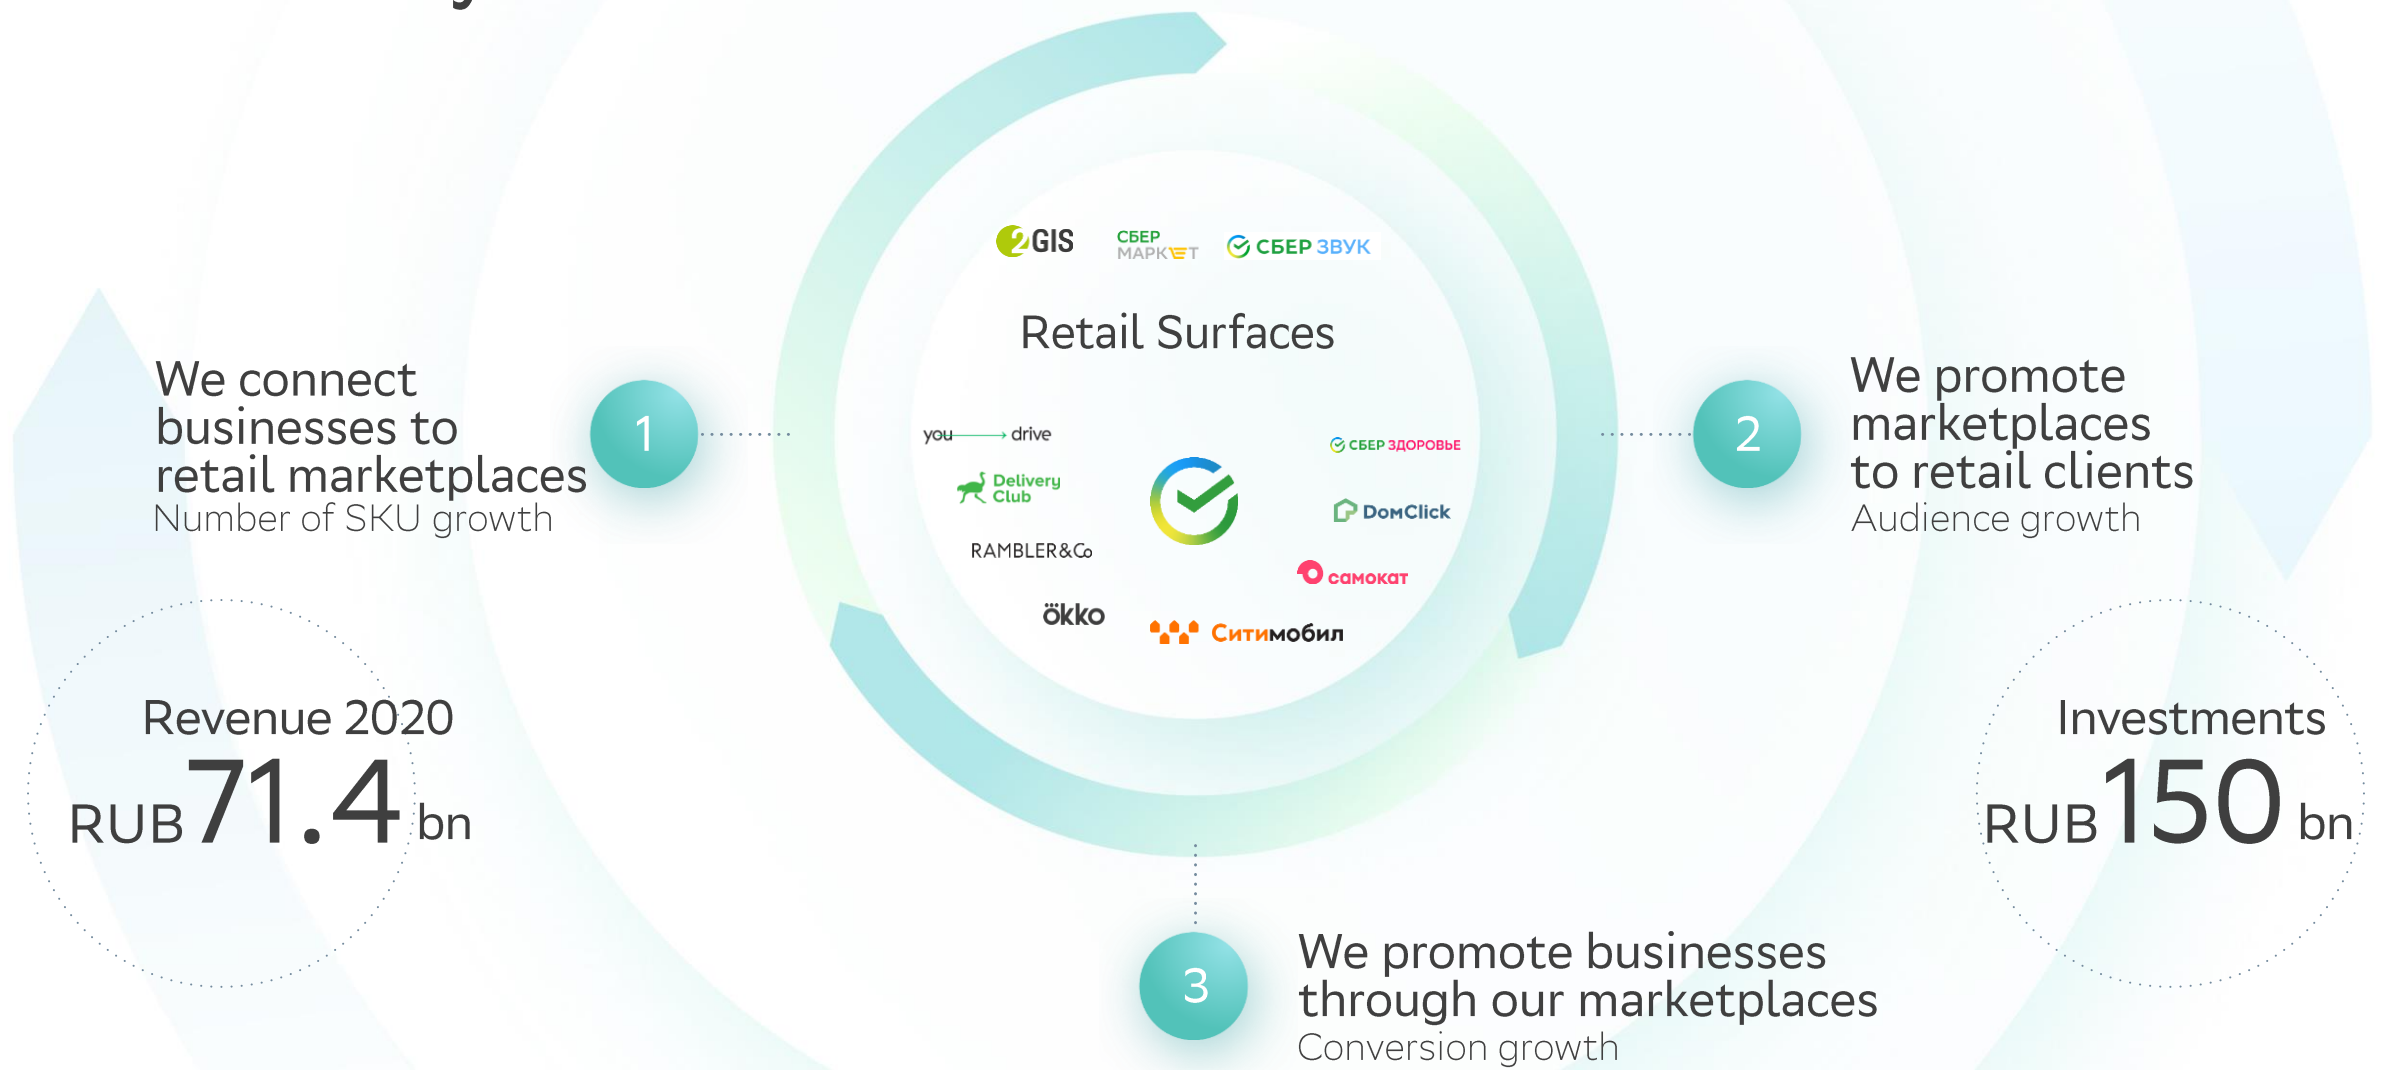 2GIS
СБЕР
МАРКЕТ
СБЕР ЗВУК
Retail Surfaces
you drive
Delivery
Club
RAMBLER&Co
ökko
СБЕР ЗДОРОВЬЕ
ДомClick
самокат
Ситимобил
We connect
businesses to
retail marketplaces
Number of SKU growth
1
2
We promote
marketplaces
to retail clients
Audience growth
Revenue 2020
RUB 71.4 bn
Investments
RUB 150 bn
3
We promote businesses
through our marketplaces
Conversion growth